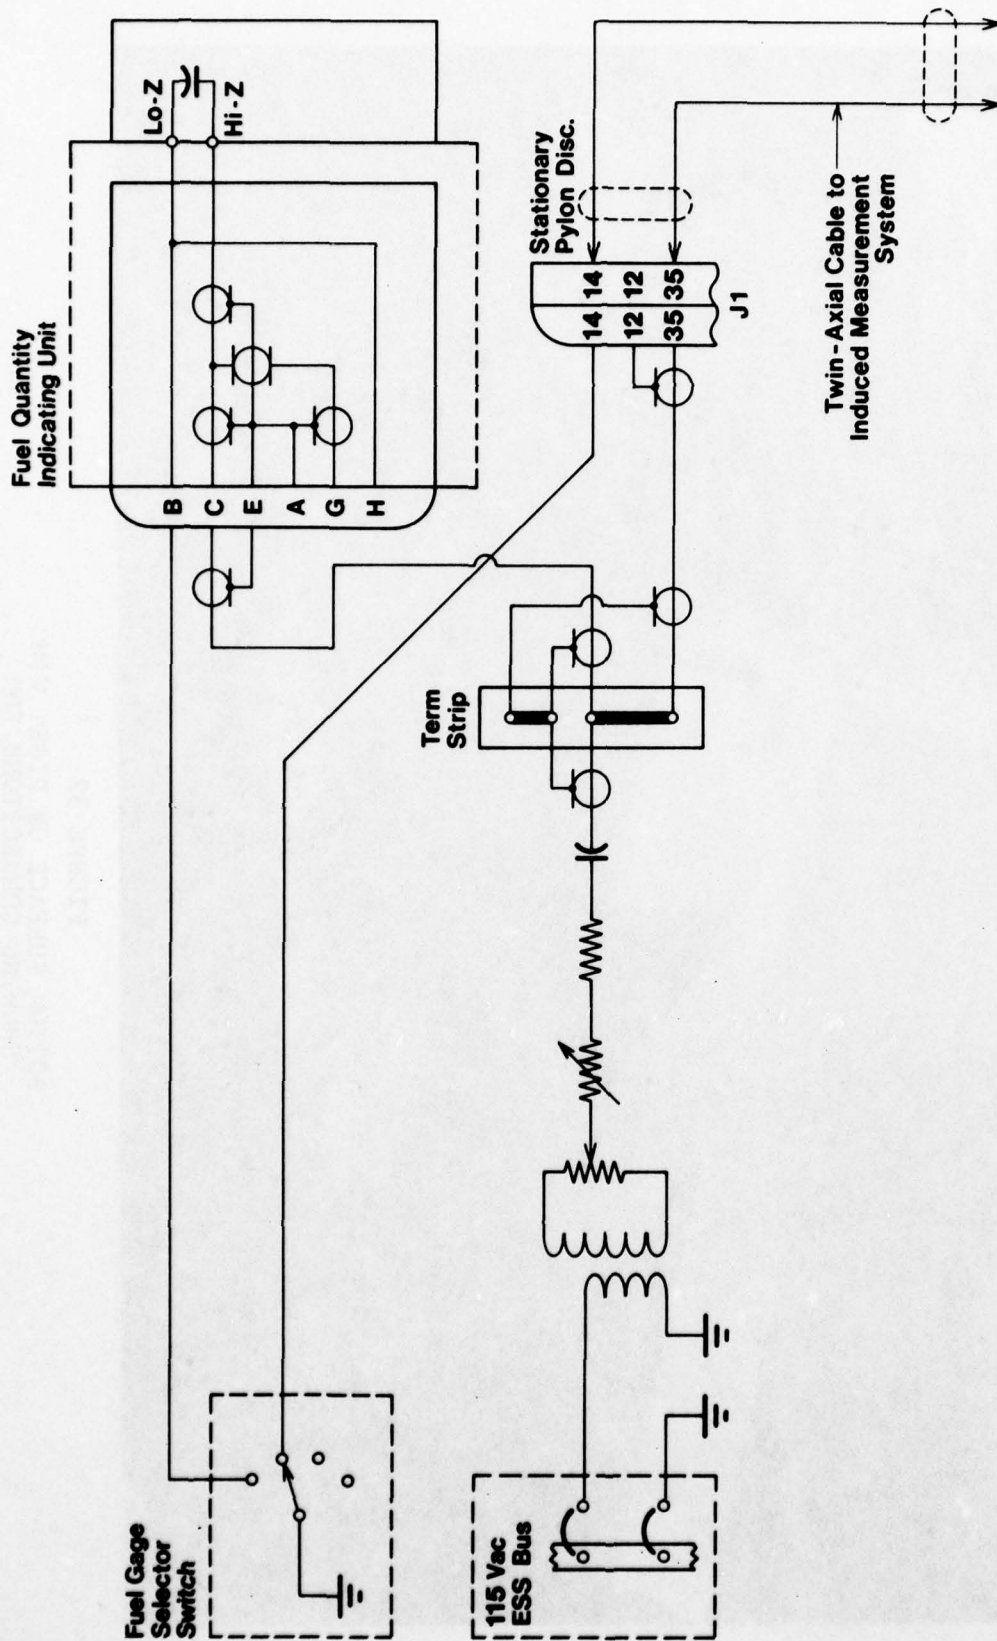 Fuel Quantity
Indicating Unit
Lo-Z
Hi-Z
B
C
E
A
G
H
Stationary
Pylon Disc.
14 14
12 12
35 35
J1
Twin-Axial Cable to
Induced Measurement
System
Term
Strip
Fuel Gage
Selector
Switch
115 Vac
ESS Bus